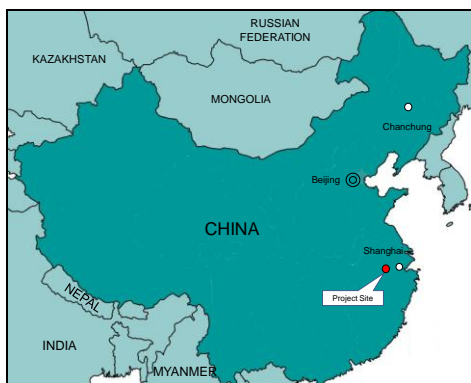 RUSSIAN
FEDERATION
KAZAKHSTAN
MONGOLIA
Chanchung
Beijing
CHINA
Shanghai
Project Site
NEPAL
INDIA
MYANMER